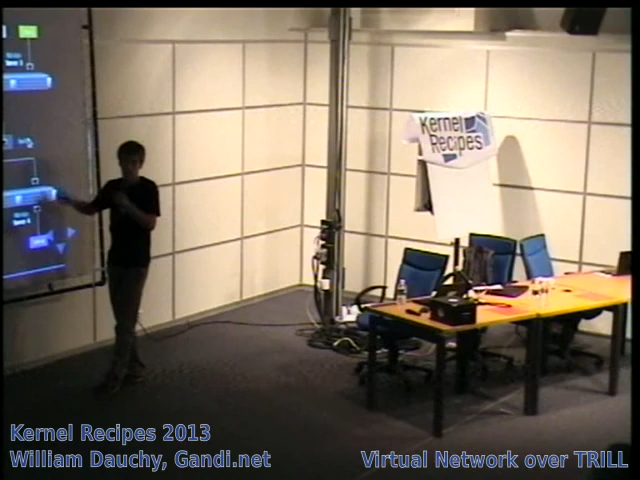 Kernel
Recipes
Kernel Recipes 2013
William Dauchy, Gandi.net
Virtual Network over TRILL